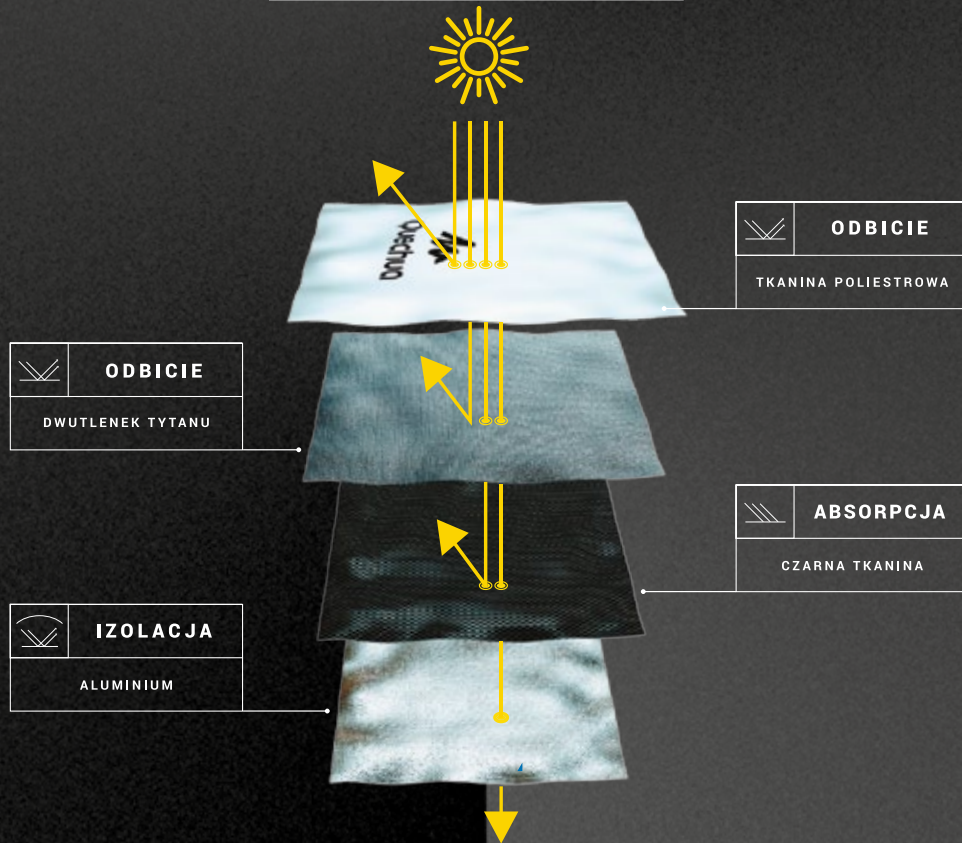 Quechua
ODBICIE
TKANINA POLIESTROWA
ODBICIE
DWUTLENEK TYTANU
ABSORPCJA
CZARNA TKANINA
IZOLACJA
ALUMINIUM